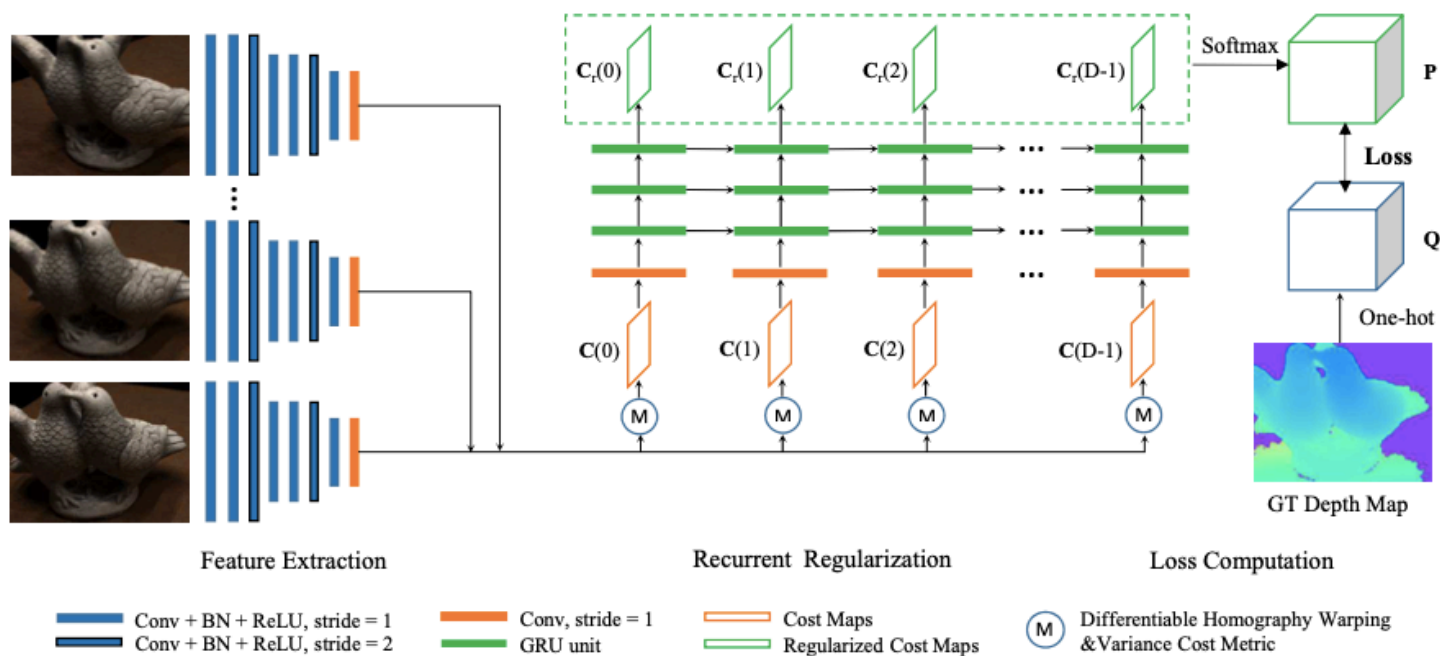 C_r(0)
C_r(1)
C_r(2)
C_r(D-1)
Softmax
P
Loss
Q
One-hot
...
...
...
...
...
C(0)
C(1)
C(2)
C(D-1)
M
M
M
M
GT Depth Map
Feature Extraction
Recurrent Regularization
Loss Computation
Conv + BN + ReLU, stride = 1
Conv + BN + ReLU, stride = 2
Conv, stride = 1
GRU unit
Cost Maps
Regularized Cost Maps
M
Differentiable Homography Warping
&Variance Cost Metric